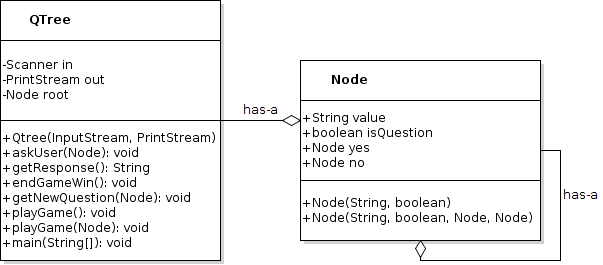 QTree
-Scanner in
-PrintStream out
-Node root
+Qtree(InputStream, PrintStream)
+askUser(Node): void
+getResponse(): String
+endGameWin(): void
+getNewQuestion(Node): void
+playGame(): void
+playGame(Node): void
+main(String[]): void
has-a
Node
+String value
+boolean isQuestion
+Node yes
+Node no
+Node(String, boolean)
+Node(String, boolean, Node, Node)
has-a